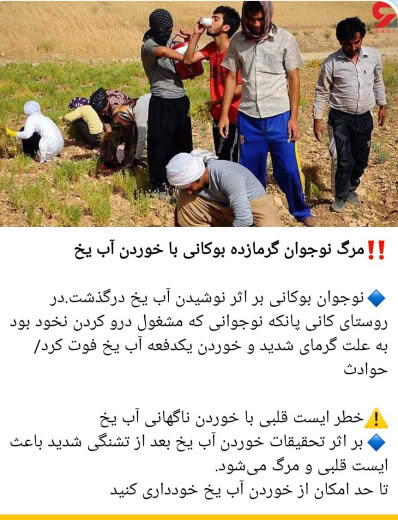 ‼️مرگ نوجوان گرمازده بوکانی با خوردن آب یخ
🔷نوجوان بوکانی بر اثر نوشیدن آب یخ درگذشت.در
روستای کانی پانکه نوجوانی که مشغول درو کردن نخود بود
به علت گرمای شدید و خوردن یکدفعه آب یخ فوت کرد/
حوادث
⚠️خطر ایست قلبی با خوردن ناگهانی آب یخ
🔷بر اثر تحقیقات خوردن آب یخ بعد از تشنگی شدید باعث
ایست قلبی و مرگ می‌شود.
تا حد امکان از خوردن آب یخ خودداری کنید